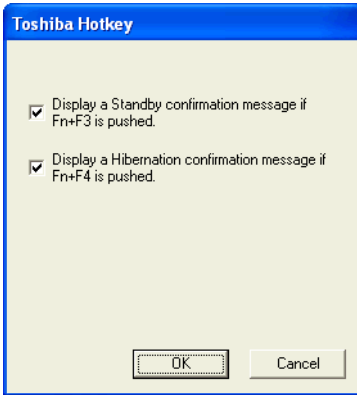 Toshiba Hotkey
Display a Standby confirmation message if
Fn+F3 is pushed.
Display a Hibernation confirmation message if
Fn+F4 is pushed.
OK
Cancel